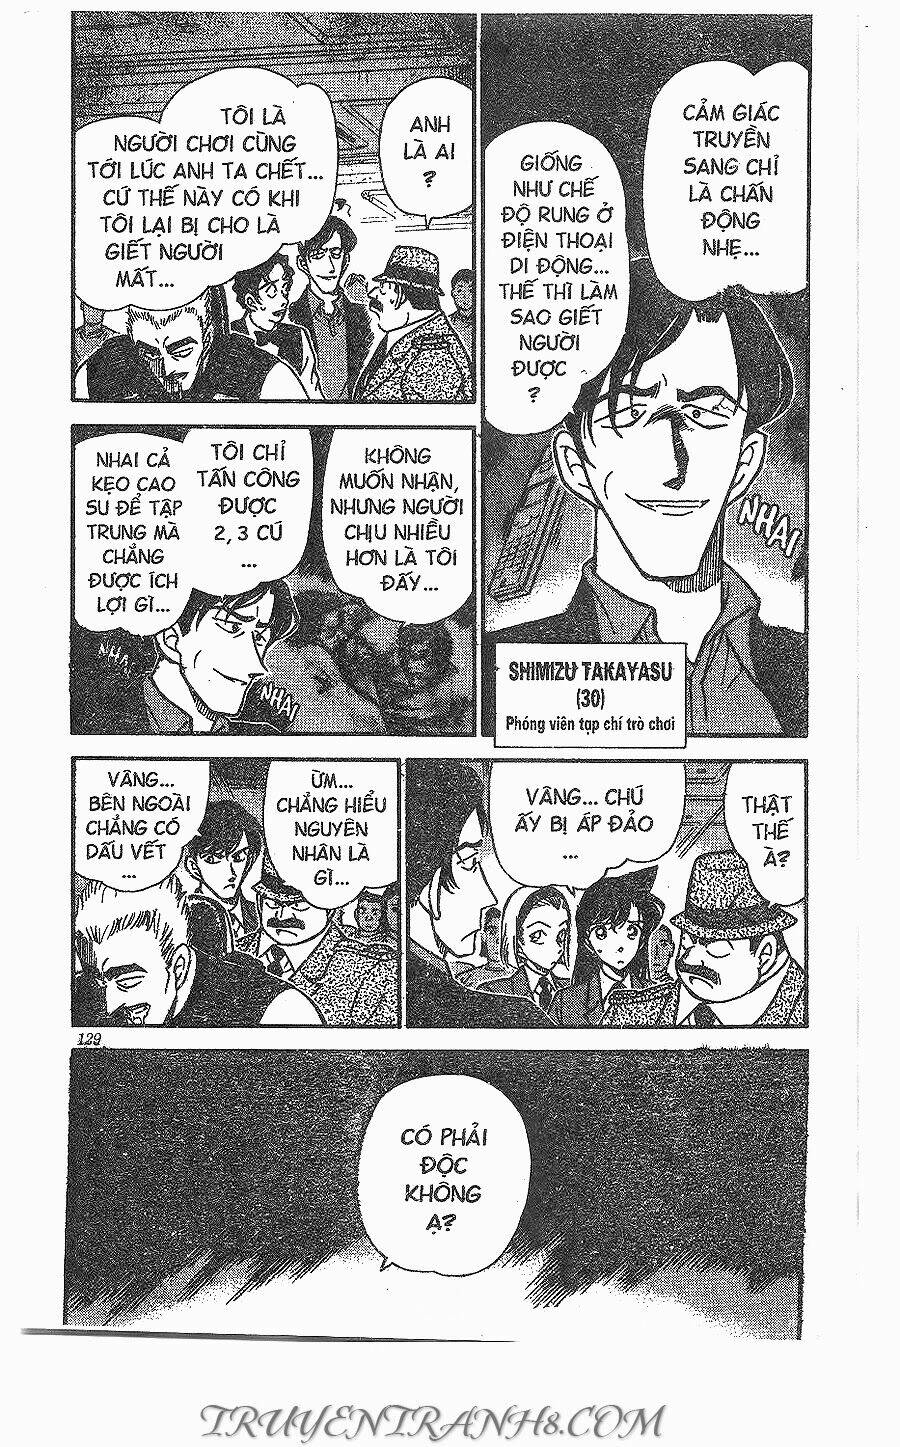 ANH
LÀ AI
?
TÔI LÀ
NGƯỜI CHƠI CÙNG
TỚI LÚC ANH TA CHẾT...
CỨ THẾ NÀY CÓ KHI
TÔI LẠI BỊ CHO LÀ
GIẾT NGƯỜI
MẤT...
CẢM GIÁC
TRUYỀN
SANG CHỈ
LÀ CHẤN
ĐỘNG
NHẸ...
GIỐNG
NHƯ CHẾ
ĐỘ RUNG Ở
ĐIỆN THOẠI
DI ĐỘNG...
THẾ THÌ LÀM
SAO GIẾT
NGƯỜI
ĐƯỢC
?
NHAI
SHIMIZU TAKAYASU
(30)
Phóng viên tạp chí trò chơi
KHÔNG
MUỐN NHẬN,
NHƯNG NGƯỜI
CHỊU NHIỀU
HƠN LÀ TÔI
ĐẤY...
TÔI CHỈ
TẤN CÔNG
ĐƯỢC
2, 3 CÚ
...
NHAI CẢ
KẸO CAO
SU ĐỂ TẬP
TRUNG MÀ
CHẲNG
ĐƯỢC ÍCH
LỢI GÌ...
NHAI
NHAI
THẬT
THẾ
À?
VÂNG... CHÚ
ẤY BỊ ÁP ĐẢO
...
ỪM...
CHẲNG HIỂU
NGUYÊN
NHÂN LÀ
GÌ...
VÂNG...
BÊN NGOÀI
CHẲNG CÓ
DẤU VẾT
...
129
CÓ PHẢI
ĐỘC
KHÔNG
Ạ?
TRUYENTRANH8.COM